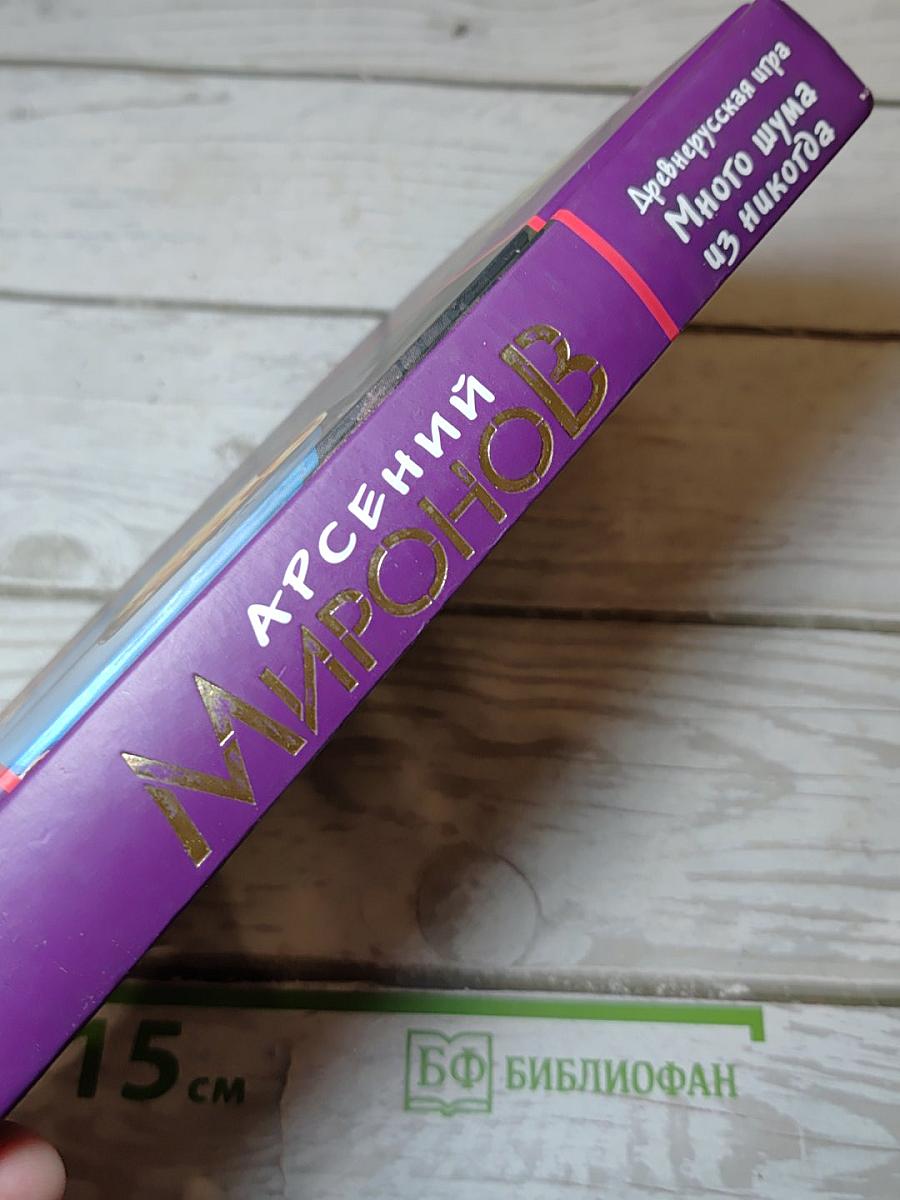 Древнерусская игра
Много шума
из никогда
АРСЕНИЙ
МИРОНОВ
15 см
БФ БИБЛИОФАН